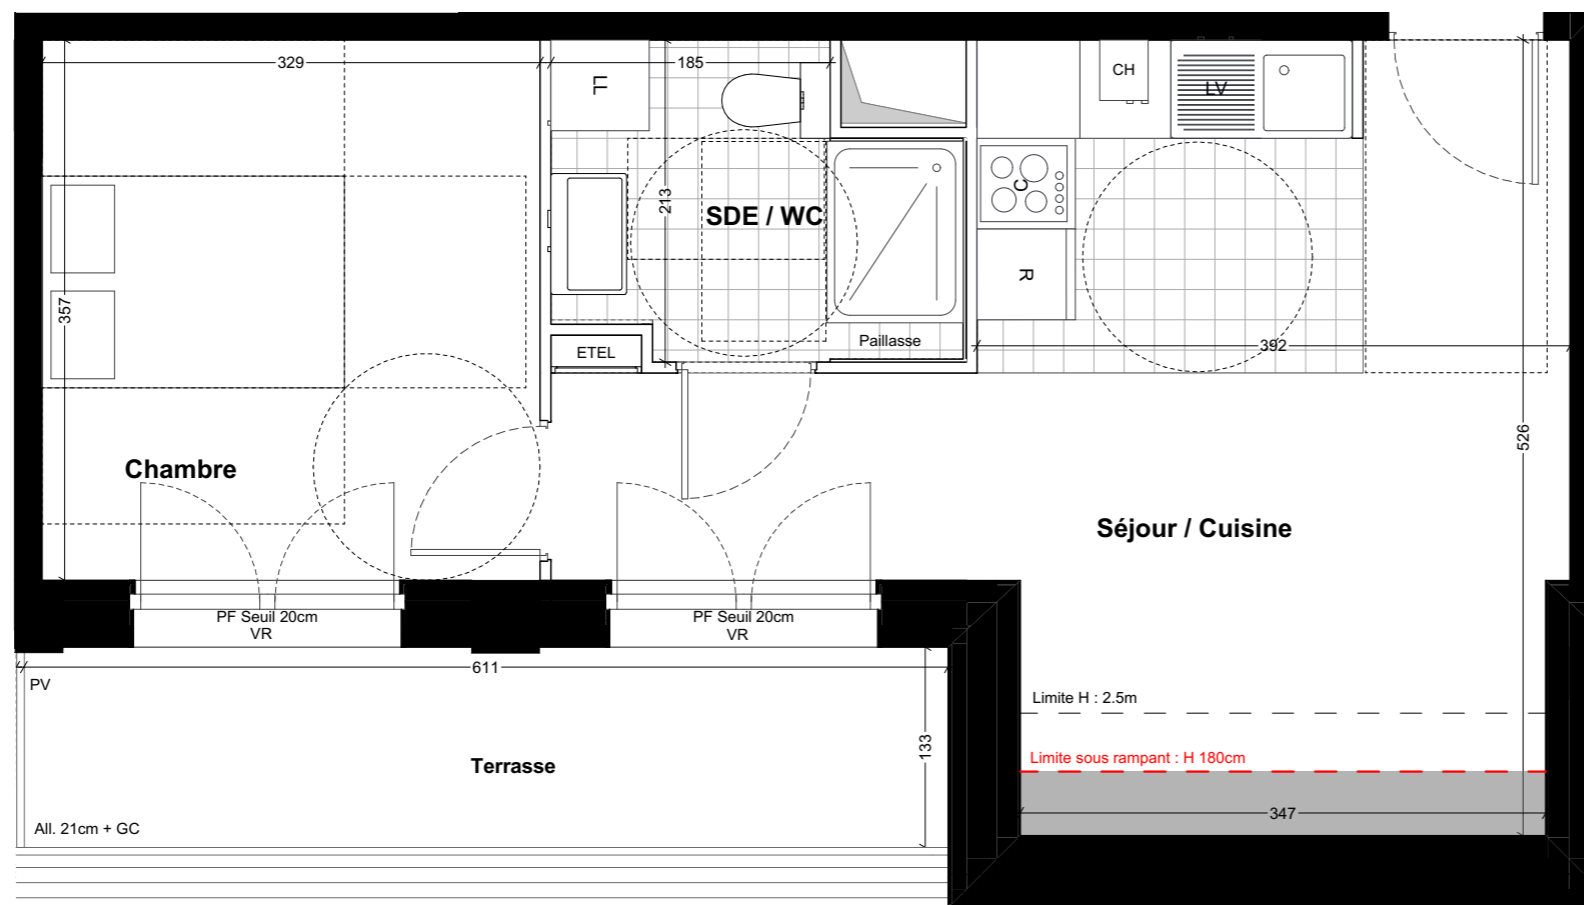 329
185
LL
CH
LV
213
SDE / WC
C
R
357
ETEL
Paillasse
392
526
Chambre
Séjour / Cuisine
PF Seuil 20cm
VR
PF Seuil 20cm
VR
611
PV
133
Terrasse
Limite H : 2.5m
Limite sous rampant : H 180cm
347
All. 21cm + GC